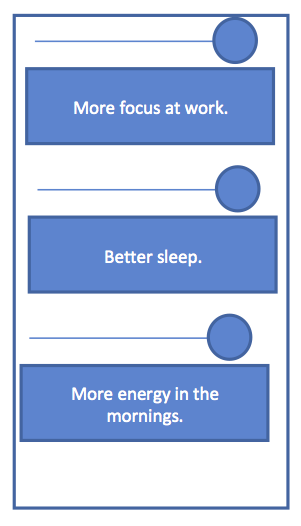 More focus at work.
Better sleep.
More energy in the
mornings.